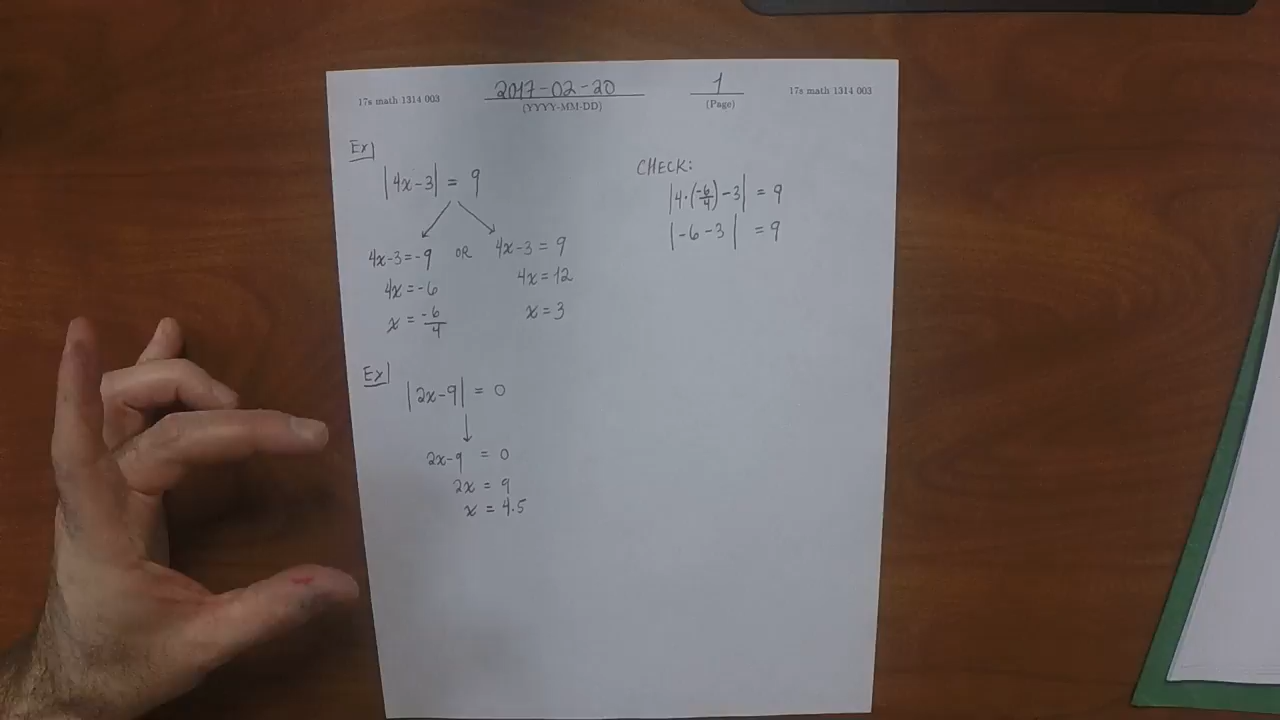 17s math 1314 003 2017-02-20 1 17s math 1314 003
(YYYY-MM-DD) (Page)
Ex
|4x-3| = 9
4x-3=-9 OR 4x-3=9
4x=-6 4x=12
x = -6/4 x=3
CHECK:
|4·(-6/4)-3| = 9
|-6-3| = 9
Ex
|2x-9| = 0
2x-9 = 0
2x = 9
x = 4.5